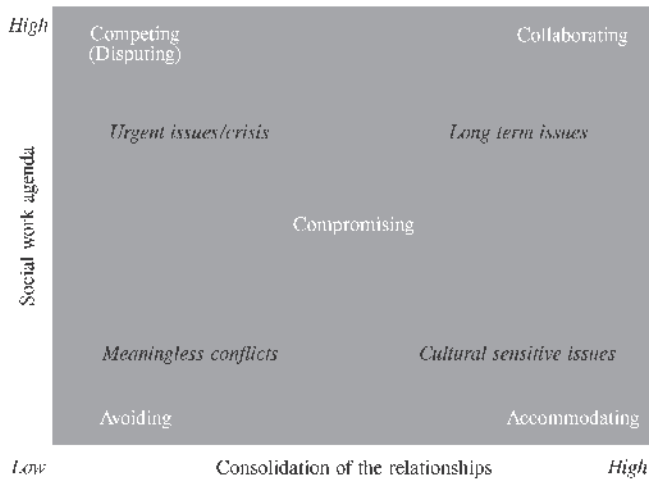 High
Competing
(Disputing)
Collaborating
Urgent issues/crisis
Long term issues
Social work agenda
Compromising
Meaningless conflicts
Cultural sensitive issues
Avoiding
Accommodating
Low
Consolidation of the relationships
High